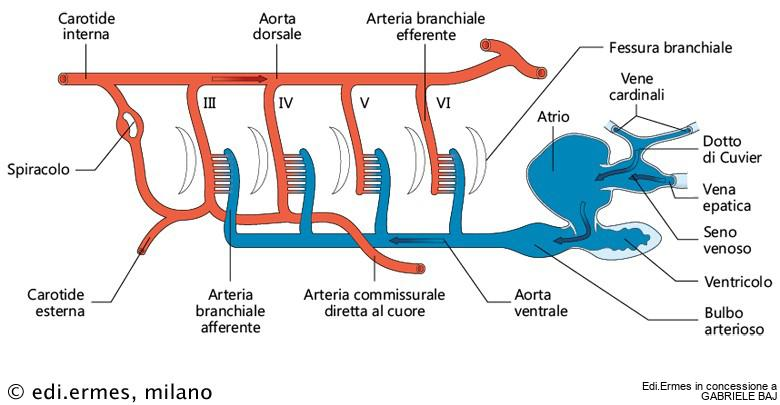 Carotide
interna
Aorta
dorsale
Arteria branchiale
efferente
Fessura branchiale
Vene
cardinali
III
IV
V
VI
Atrio
Dotto
di Cuvier
Spiracolo
Vena
epatica
Seno
venoso
Ventricolo
Carotide
esterna
Arteria
branchiale
afferente
Arteria commissurale
diretta al cuore
Aorta
ventrale
Bulbo
arterioso
© edi.ermes, milano
Edi.Ermes in concessione a
GABRIELE BAJ